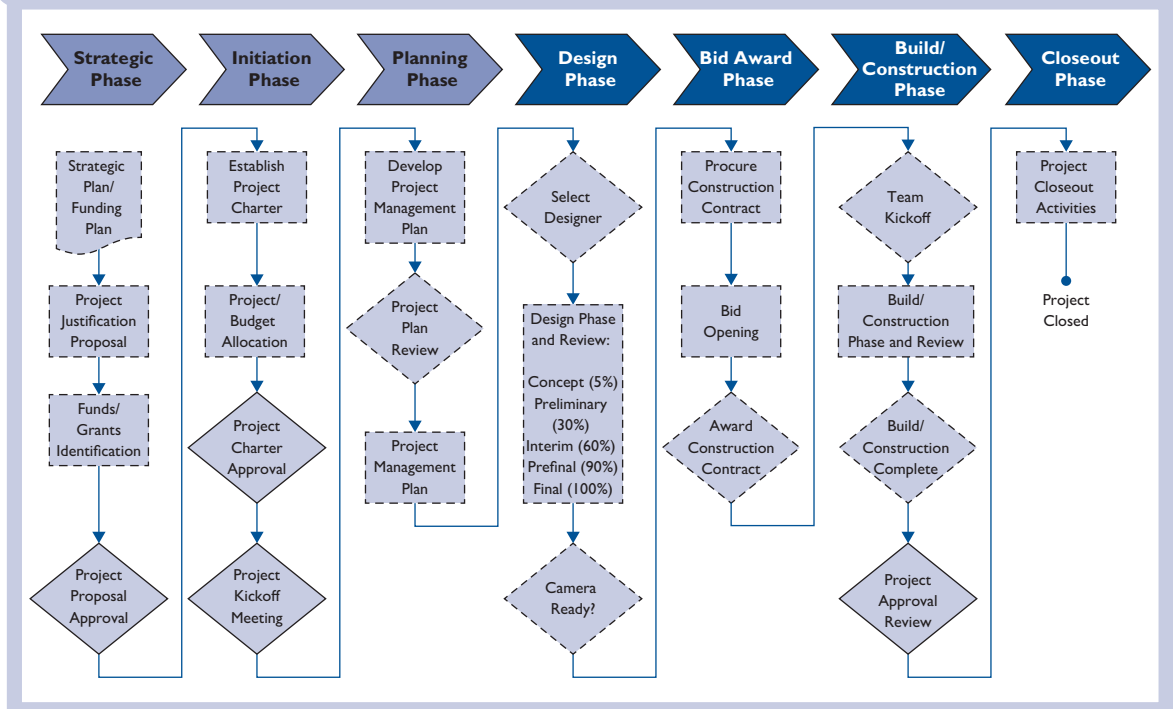 Strategic
Phase
Initiation
Phase
Planning
Phase
Design
Phase
Bid Award
Phase
Build/
Construction
Phase
Closeout
Phase
Strategic
Plan/
Funding
Plan
Project
Justification
Proposal
Funds/
Grants
Identification
Project
Proposal
Approval
Establish
Project
Charter
Project/
Budget
Allocation
Project
Charter
Approval
Project
Kickoff
Meeting
Develop
Project
Management
Plan
Project
Plan
Review
Project
Management
Plan
Select
Designer
Design Phase
and Review:
Concept (5%)
Preliminary
(30%)
Interim (60%)
Prefinal (90%)
Final (100%)
Camera
Ready?
Procure
Construction
Contract
Bid
Opening
Award
Construction
Contract
Team
Kickoff
Build/
Construction
Phase and Review
Build/
Construction
Complete
Project
Approval
Review
Project
Closeout
Activities
Project
Closed